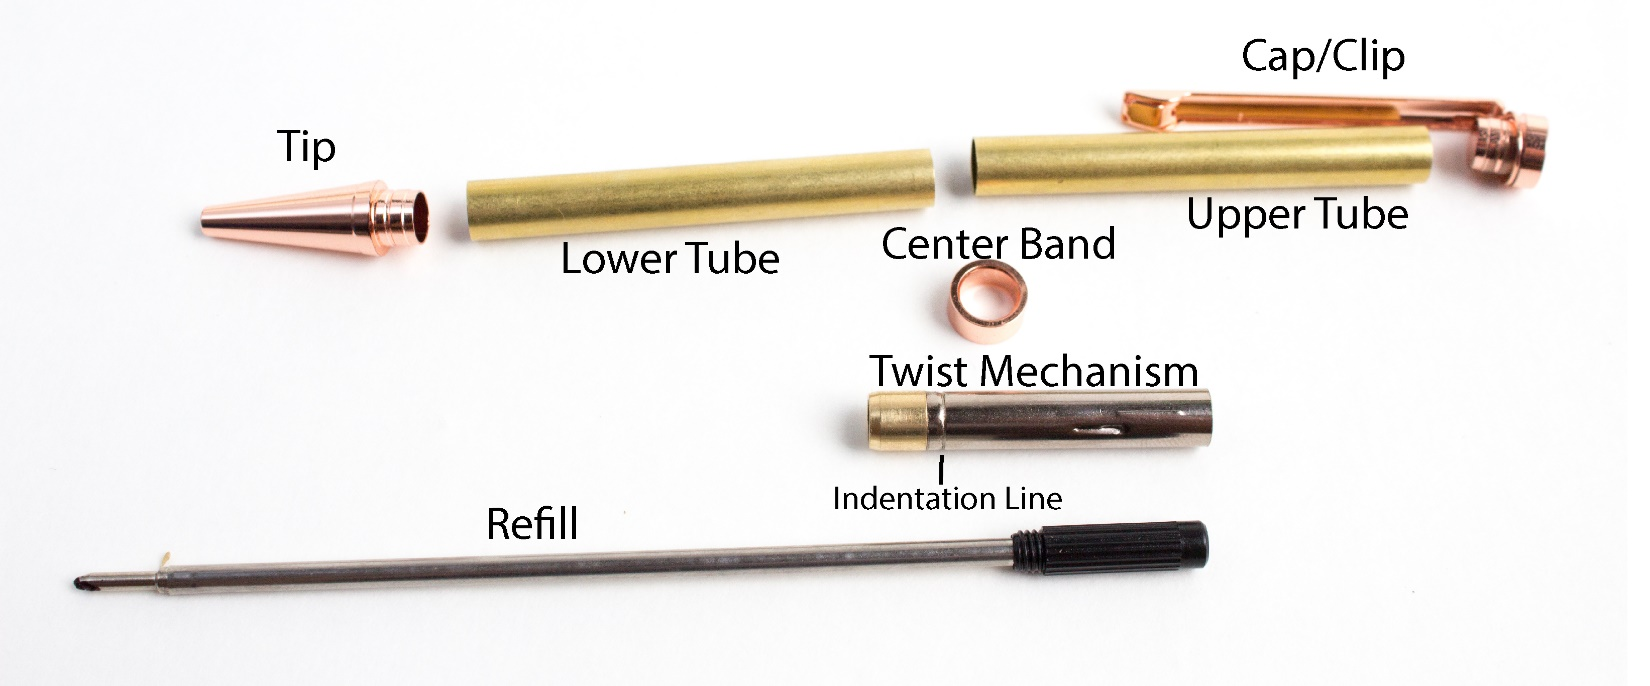 Cap/Clip
Tip
Upper Tube
Lower Tube
Center Band
Twist Mechanism
Indentation Line
Refill